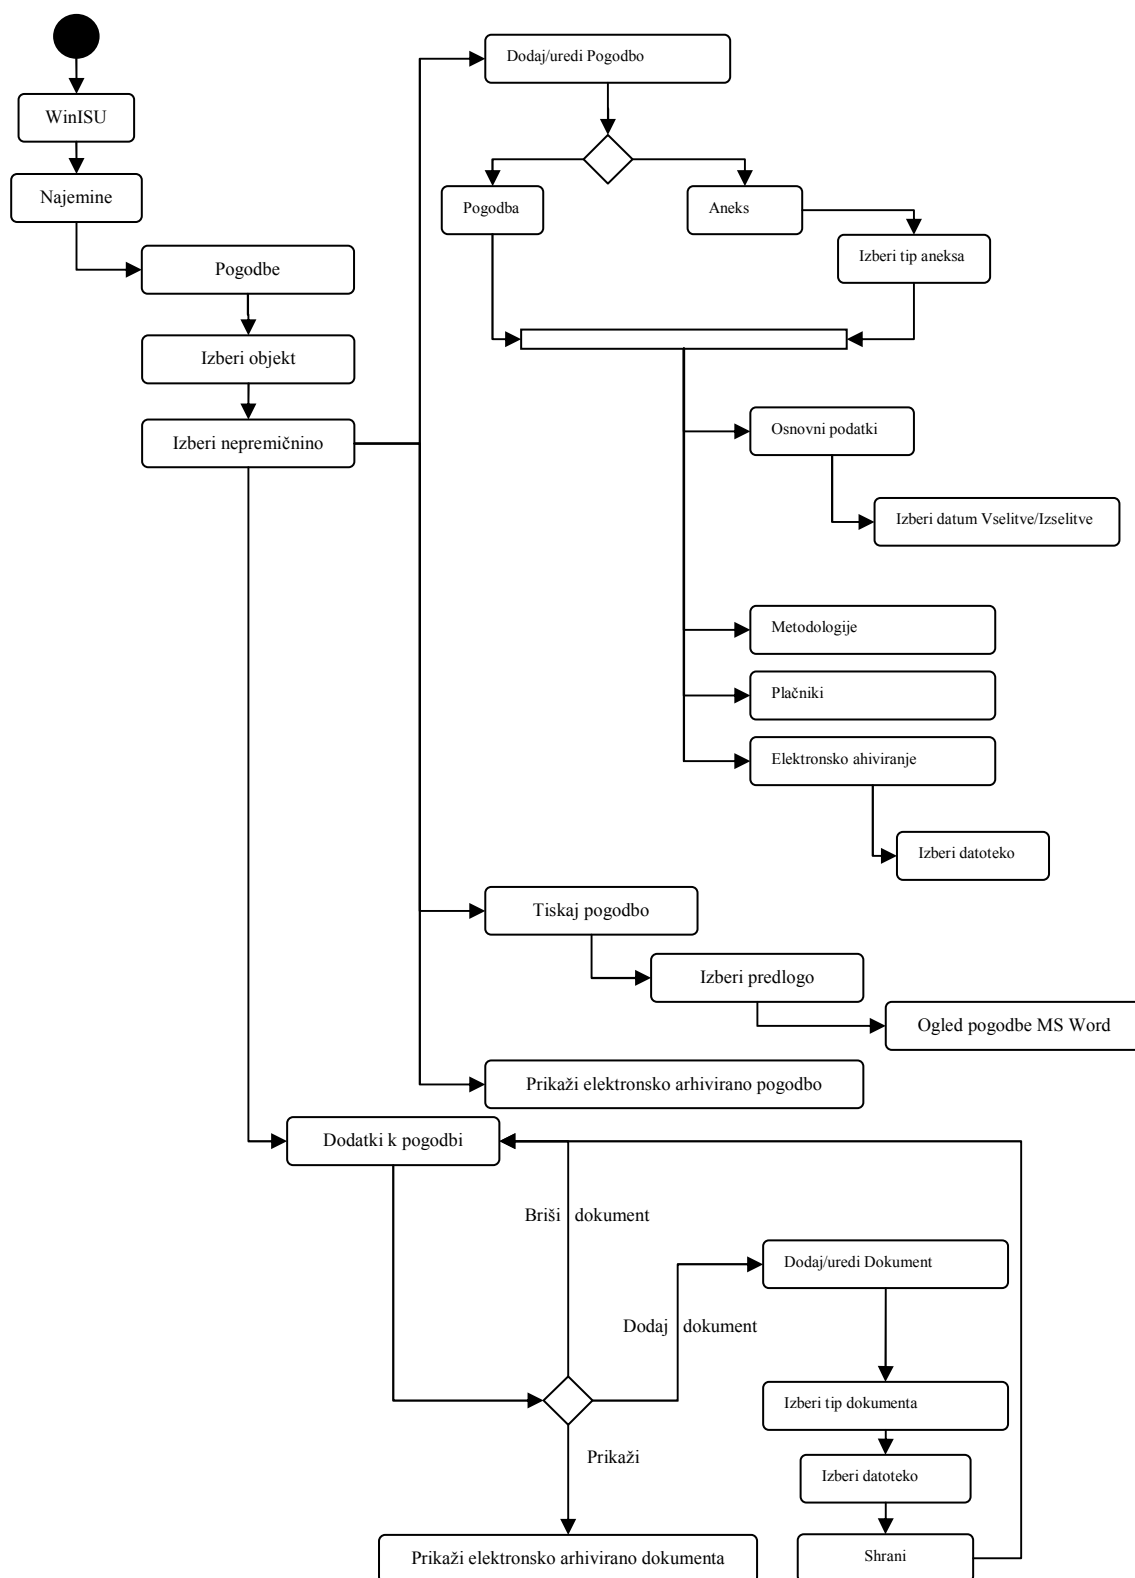 WinISU
Najemine
Pogodbe
Izberi objekt
Izberi nepremičnino
Dodaj/uredi Pogodbo
Pogodba
Aneks
Izberi tip aneksa
Osnovni podatki
Izberi datum Vselitve/Izselitve
Metodologije
Plačniki
Elektronsko ahiviranje
Izberi datoteko
Tiskaj pogodbo
Izberi predlogo
Ogled pogodbe MS Word
Prikaži elektronsko arhivirano pogodbo
Dodatki k pogodbi
Briši dokument
Dodaj/uredi Dokument
Dodaj dokument
Izberi tip dokumenta
Prikaži
Izberi datoteko
Prikaži elektronsko arhivirano dokumenta
Shrani